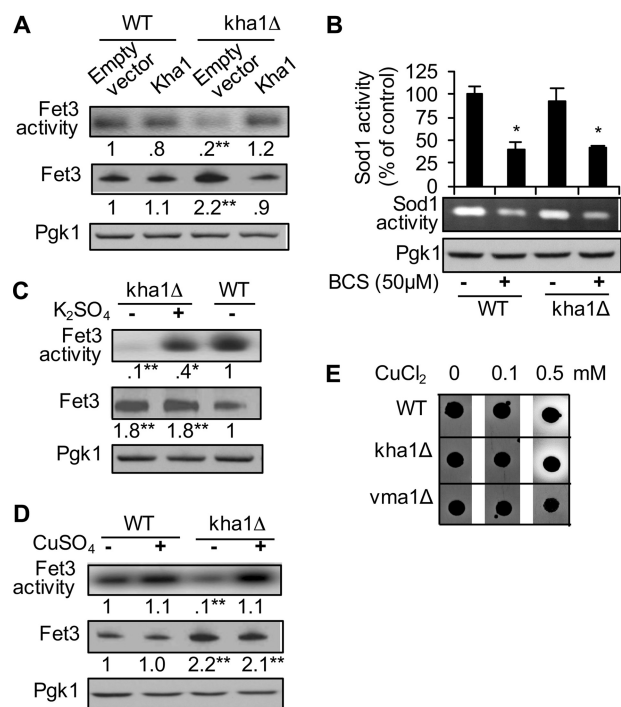 A
WT kha1Δ
Empty vector Kha1 Empty vector Kha1
Fet3 activity
1 .8 .2** 1.2
Fet3
1 1.1 2.2** .9
Pgk1
B
Sod1 activity (% of control)
125
100
75
50
25
0
* *
Sod1 activity
Pgk1
BCS (50µM) - + - +
WT kha1Δ
C
kha1Δ WT
K2SO4 - + -
Fet3 activity
.1** .4* 1
Fet3
1.8** 1.8** 1
Pgk1
D
WT kha1Δ
CuSO4 - + - +
Fet3 activity
1 1.1 .1** 1.1
Fet3
1 1.0 2.2** 2.1**
Pgk1
E
CuCl2 0 0.1 0.5 mM
WT
kha1Δ
vma1Δ